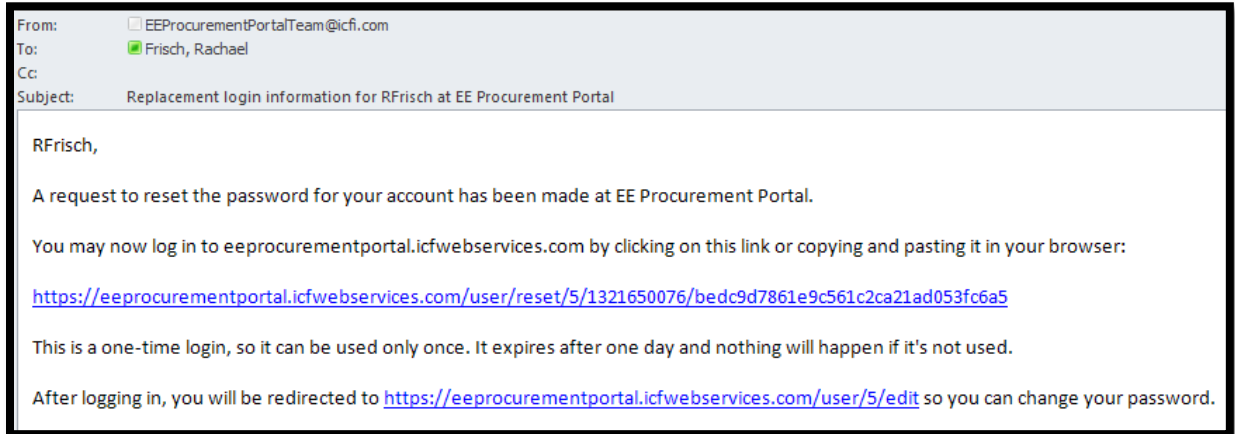 From: EEProcurementPortalTeam@icfi.com
To: Frisch, Rachael
Cc:
Subject: Replacement login information for RFrisch at EE Procurement Portal
RFrisch,
A request to reset the password for your account has been made at EE Procurement Portal.
You may now log in to eeprocurementportal.icfwebservices.com by clicking on this link or copying and pasting it in your browser:
https://eeprocurementportal.icfwebservices.com/user/reset/5/1321650076/bedc9d7861e9c561c2ca21ad053fc6a5
This is a one-time login, so it can be used only once. It expires after one day and nothing will happen if it's not used.
After logging in, you will be redirected to https://eeprocurementportal.icfwebservices.com/user/5/edit so you can change your password.